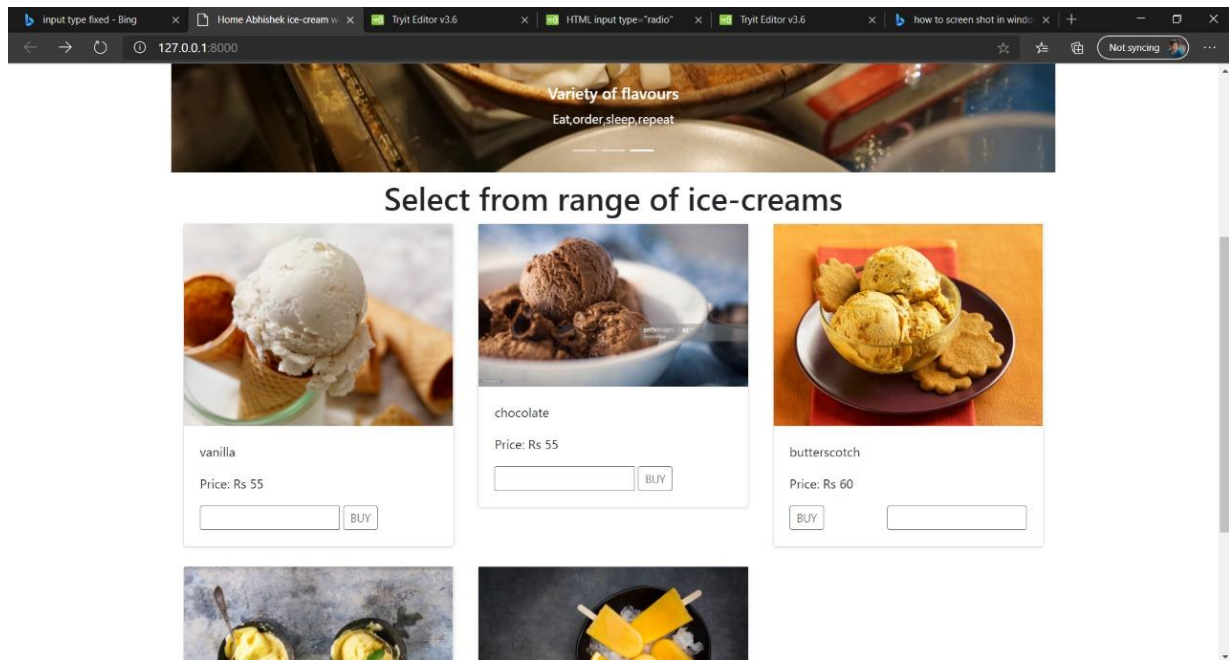 input type fixed - Bing
Home Abhishek ice-cream w
Tryit Editor v3.6
HTML input type="radio"
Tryit Editor v3.6
how to screen shot in windo
127.0.0.1:8000
Not syncing
Variety of flavours
Eat,order,sleep,repeat
Select from range of ice-creams
gettyimages
vanilla
Price: Rs 55
BUY
chocolate
Price: Rs 55
BUY
butterscotch
Price: Rs 60
BUY